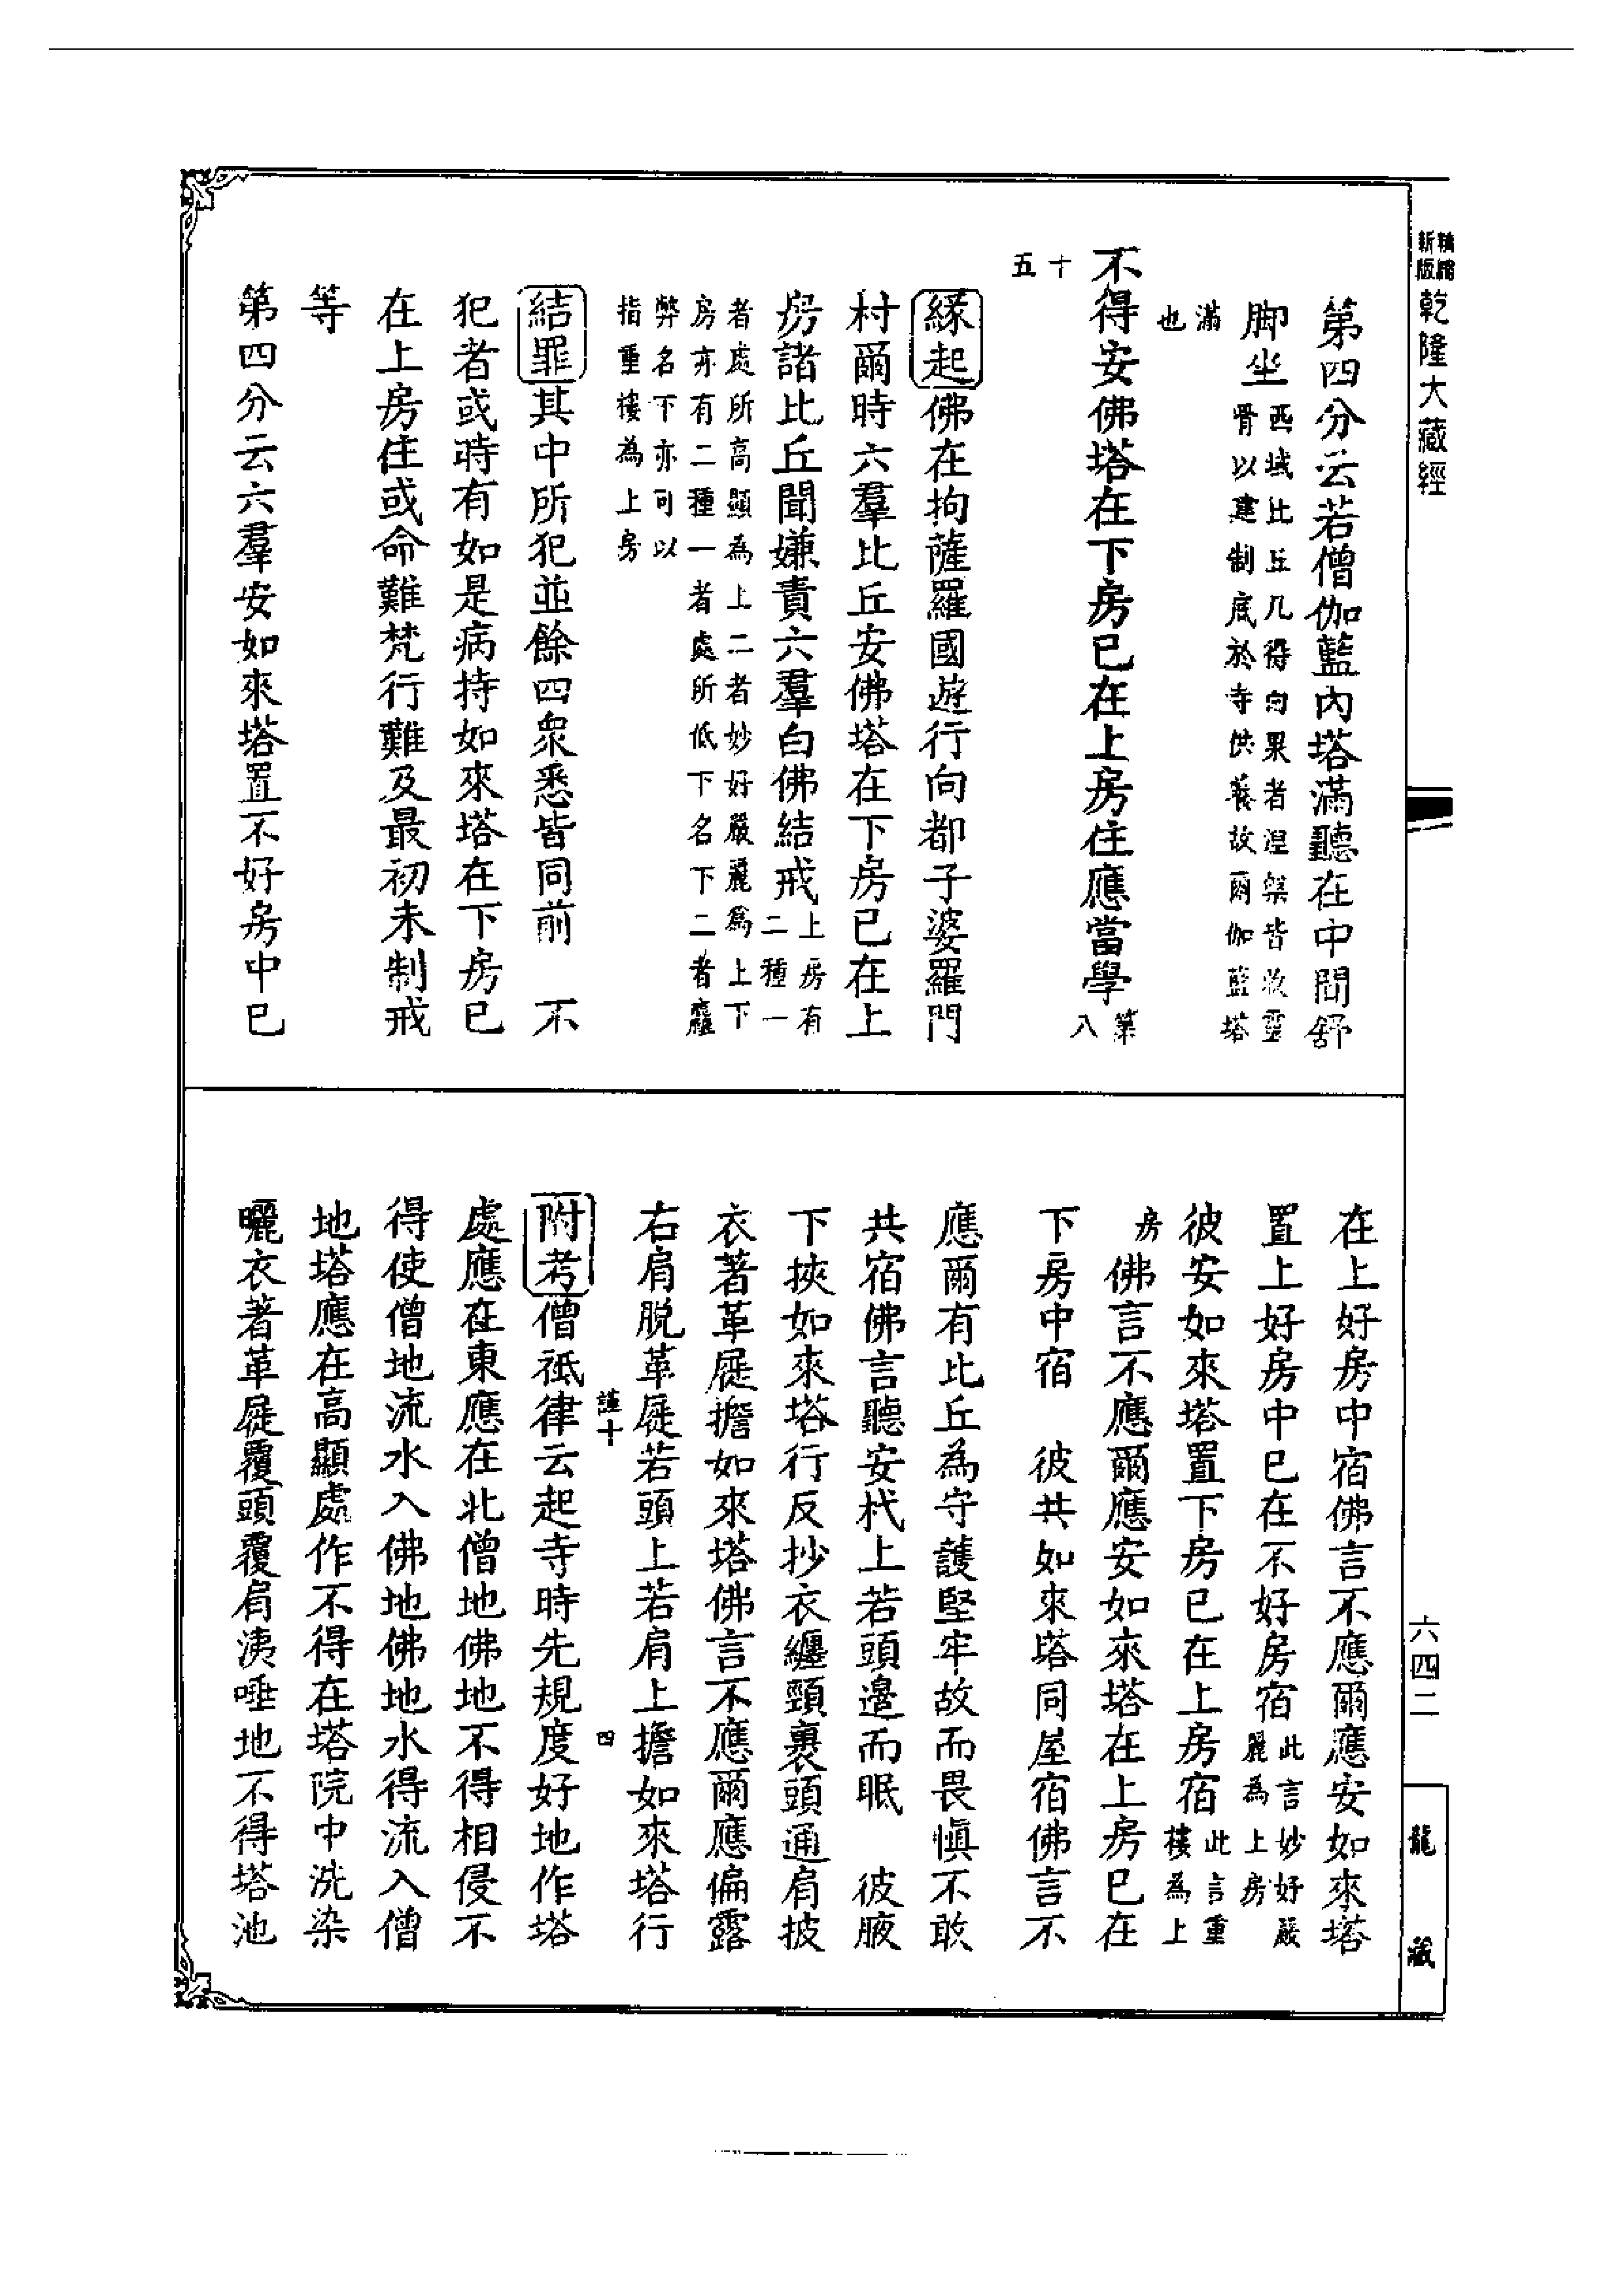 精縮
新版
乾隆大藏經
第四分云若僧伽藍內塔滿聽在中間舒
脚坐
西域比丘凡得向果者涅槃皆收靈
骨以建制底於寺供養故爾伽藍塔
滿
也
不得安佛塔在下房已在上房住應當學
第
八
十
五
緣起佛在拘薩羅國遊行向都子婆羅門
村爾時六羣比丘安佛塔在下房已在上
房諸比丘聞嫌責六羣白佛結戒
上房有
二種一
者處所高顯為上二者妙好嚴麗為上下
房亦有二種一者處所低下名下二者麤
弊名下亦可以
指重樓為上房
結罪其中所犯並餘四眾悉皆同前　不
犯者或時有如是病持如來塔在下房已
在上房住或命難梵行難及最初未制戒
等
第四分云六羣安如來塔置不好房中已
在上好房中宿佛言不應爾應安如來塔
置上好房中已在不好房宿
此言妙好嚴
麗為上房
彼安如來塔置下房已在上房宿
此言重
樓為上
房
佛言不應爾應安如來塔在上房已在
下房中宿　彼共如來塔同屋宿佛言不
應爾有比丘為守護堅牢故而畏慎不敢
共宿佛言聽安杙上若頭邊而眠　彼腋
下挾如來塔行反抄衣纏頸裹頭通肩披
衣著革屣擔如來塔佛言不應爾應偏露
右肩脫革屣若頭上若肩上擔如來塔行
謹十
四
附考僧祇律云起寺時先規度好地作塔
處應在東應在北僧地佛地不得相侵不
得使僧地流水入佛地佛地水得流入僧
地塔應在高顯處作不得在塔院中洗染
曬衣著革屣覆頭覆肩洟唾地不得塔池
六四二
龍
藏